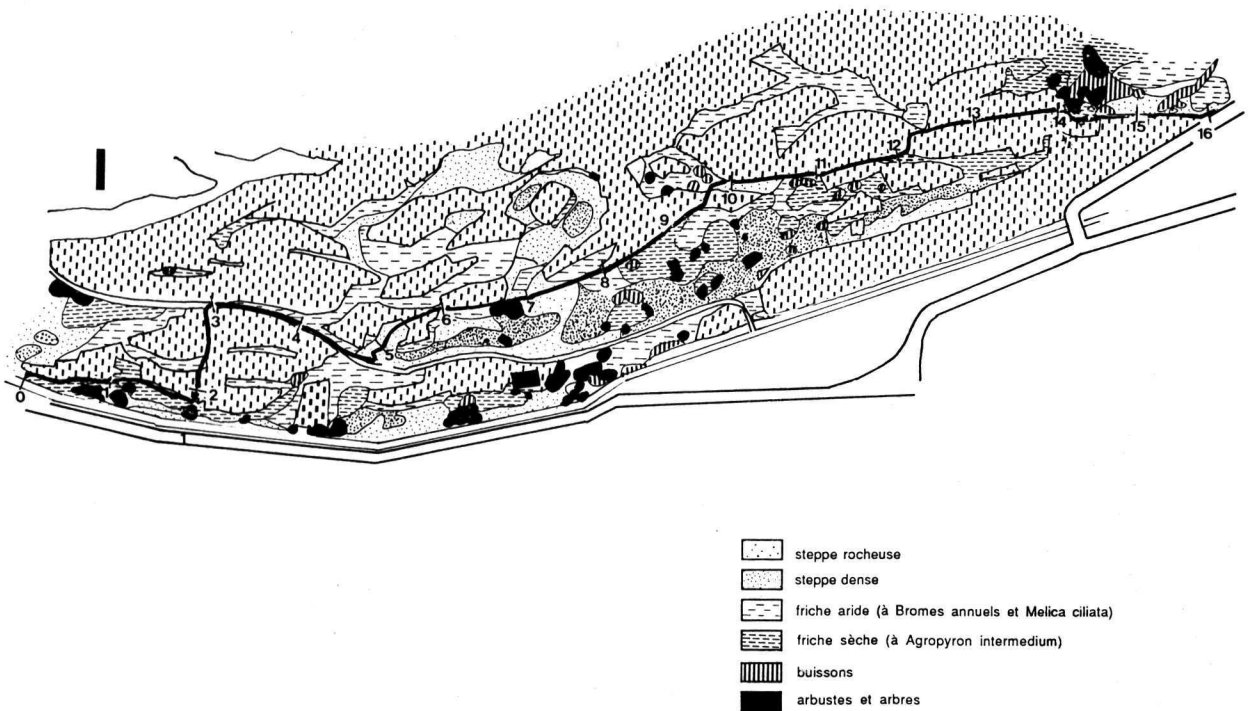 I
13
14
15
16
12
11
10
9
8
7
6
5
4
3
2
1
0
steppe rocheuse
steppe dense
friche aride (à Bromes annuels et Melica ciliata)
friche sèche (à Agropyron intermedium)
buissons
arbustes et arbres